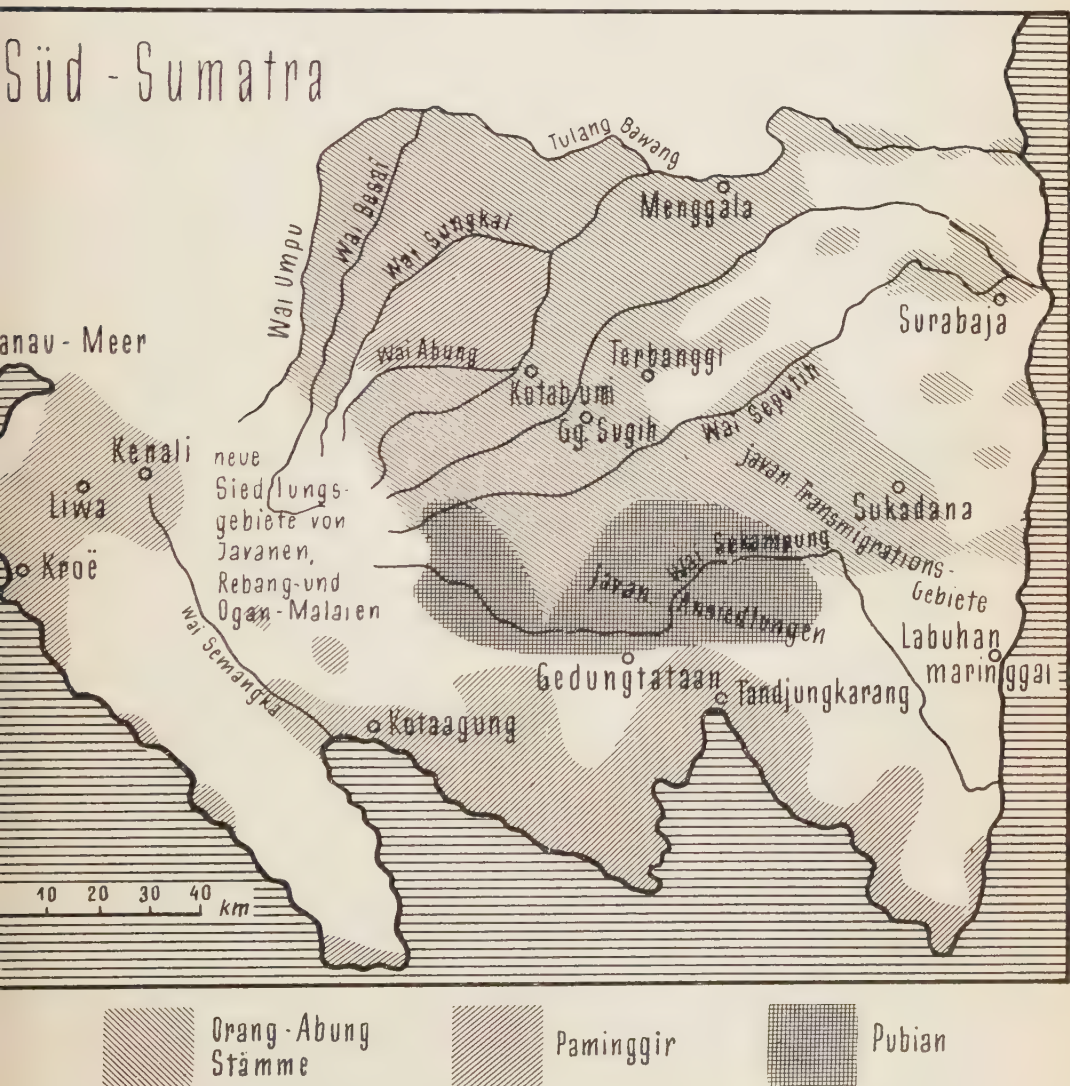 Süd - Sumatra
Tulang Bawang
Menggala
Wai Umpu
Wai Besai
Wai Sungkai
Surabaja
anau - Meer
Wai Abung
Kotabumi
Terbanggi
Gg. Sugih
Wai Seputih
Kenali
Liwa
Kroë
neue
Siedlungs-
gebiete von
Javanen,
Rebang-und
Ogan-Malaien
javan Transmigrations-
Gebiete
Sukadana
Wai Sekampung
javan. Ansiedlungen
Labuhan
maringgai
Wai Semangka
Gedungtataan
Tandjungkarang
Kotaagung
10 20 30 40 km
Orang-Abung
Stämme
Paminggir
Pubian